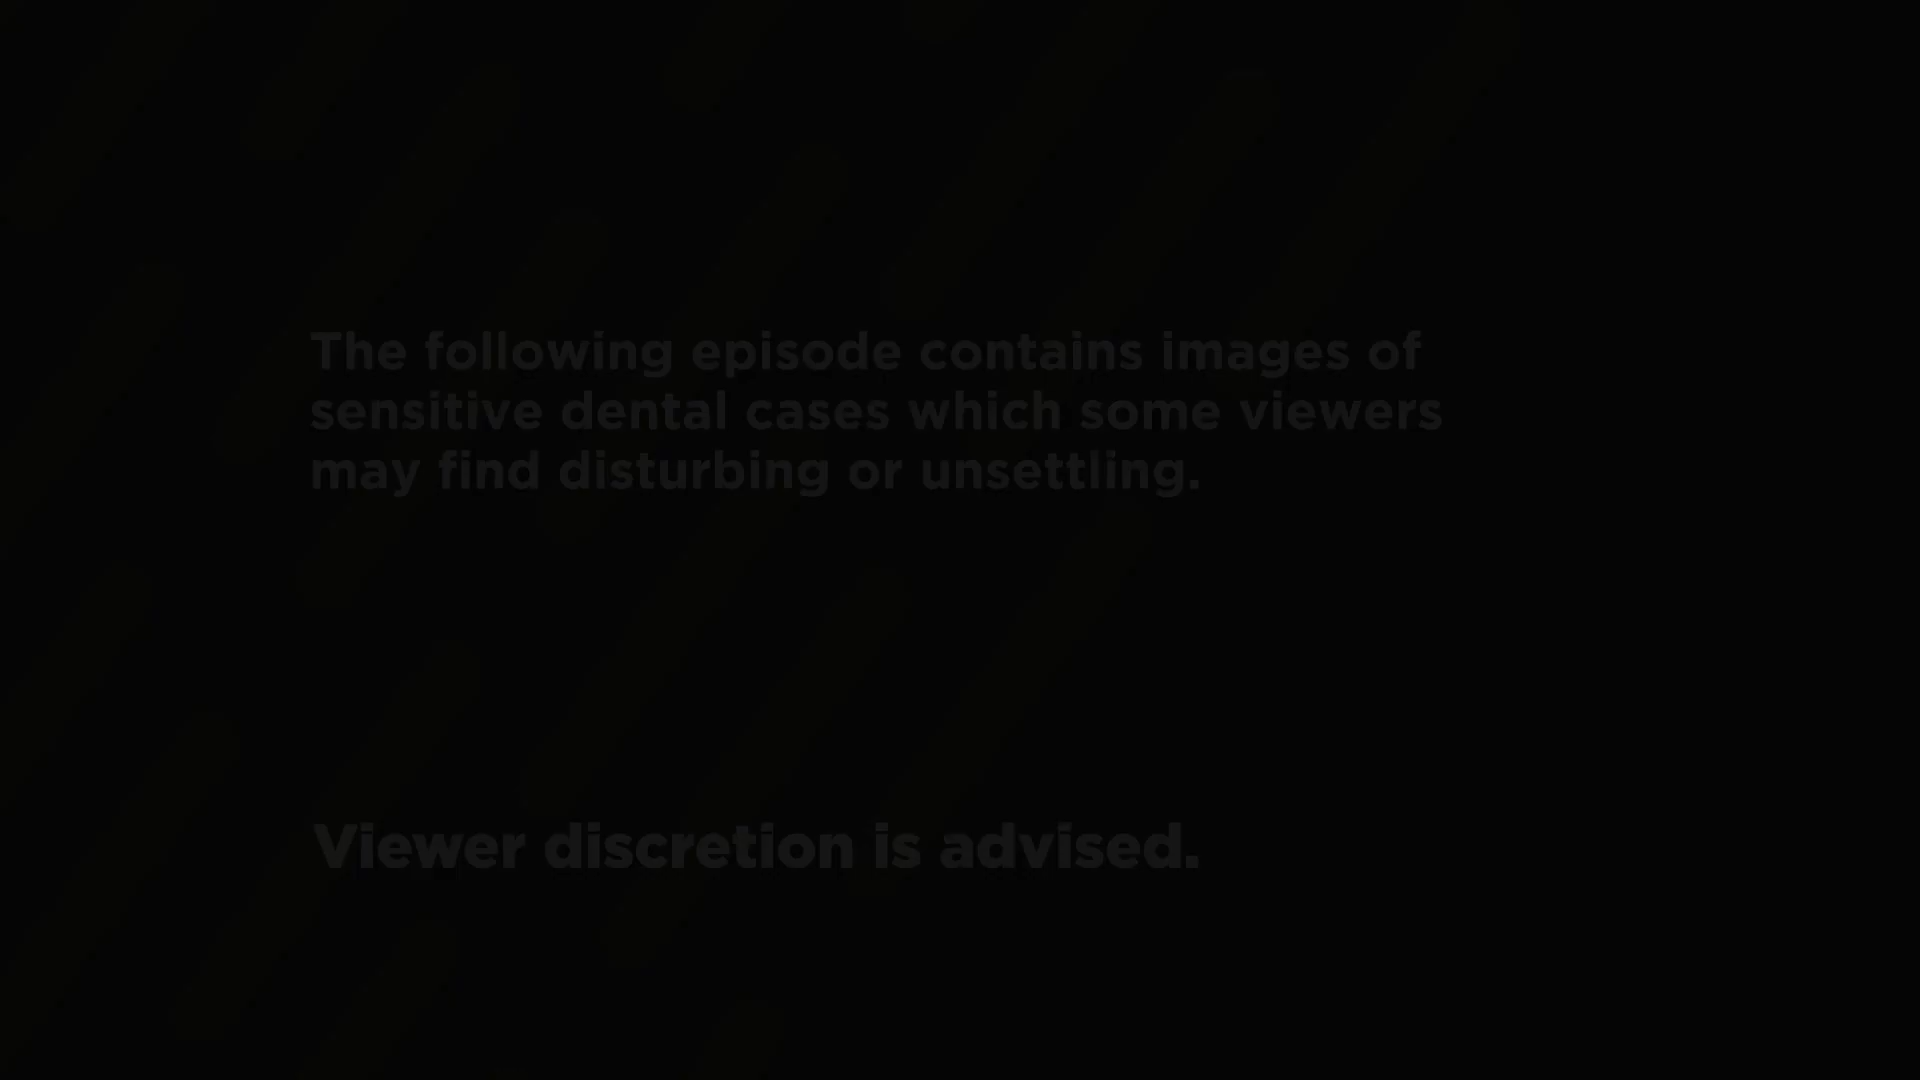 The following episode contains images of
sensitive dental cases which some viewers
may find disturbing or unsettling.
Viewer discretion is advised.